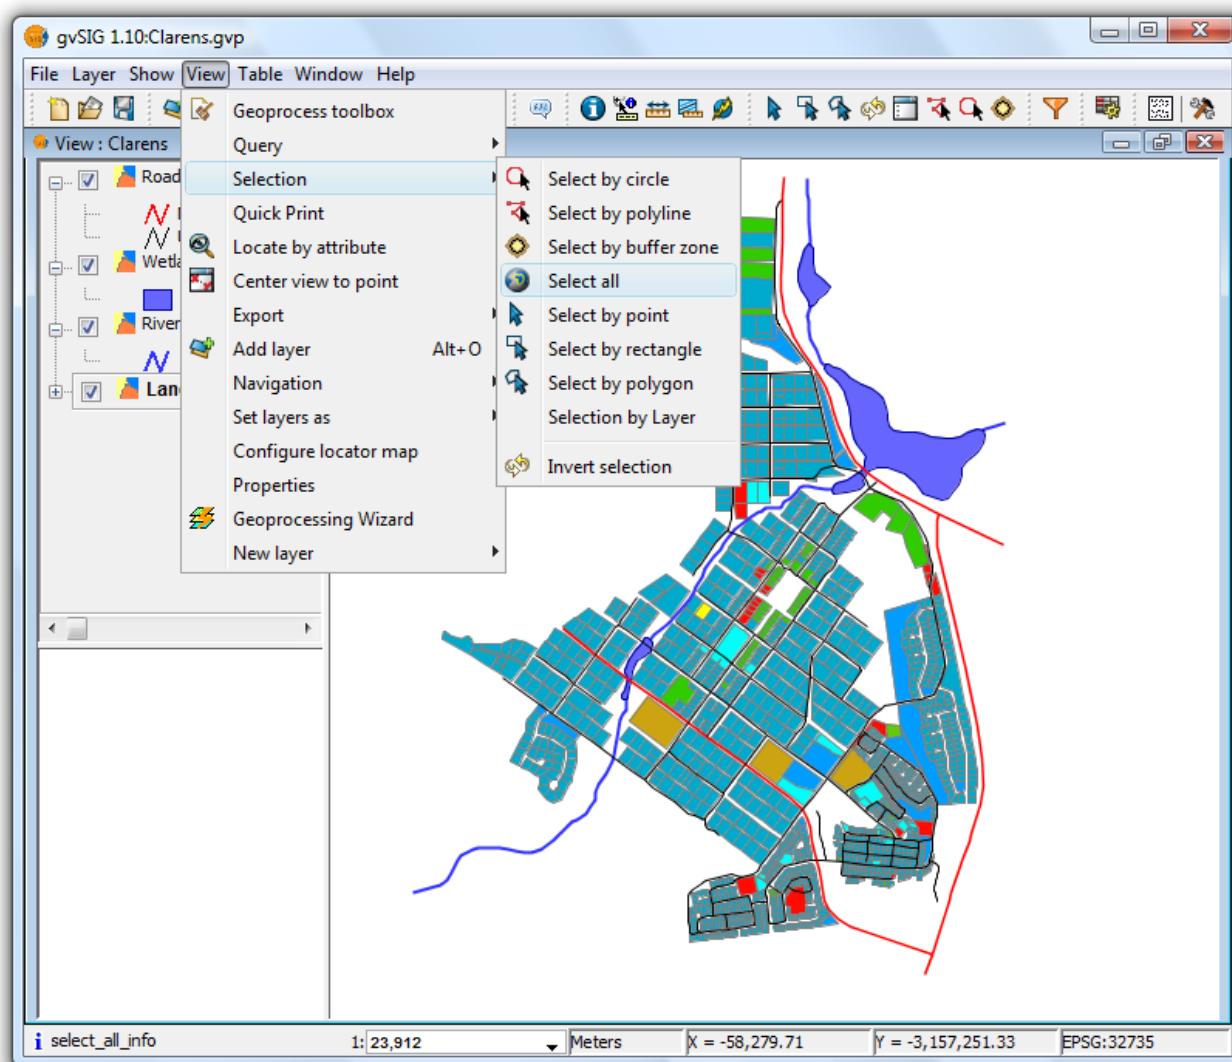 gvSIG 1.10:Clarens.gvp
File Layer Show View Table Window Help
View : Clarens
Geoprocess toolbox
Query
Selection
Quick Print
Locate by attribute
Center view to point
Export
Add layer Alt+O
Navigation
Set layers as
Configure locator map
Properties
Geoprocessing Wizard
New layer
Select by circle
Select by polyline
Select by buffer zone
Select all
Select by point
Select by rectangle
Select by polygon
Selection by Layer
Invert selection
Road
Wetla
River
Lan
select_all_info 1: 23,912 Meters X = -58,279.71 Y = -3,157,251.33 EPSG:32735